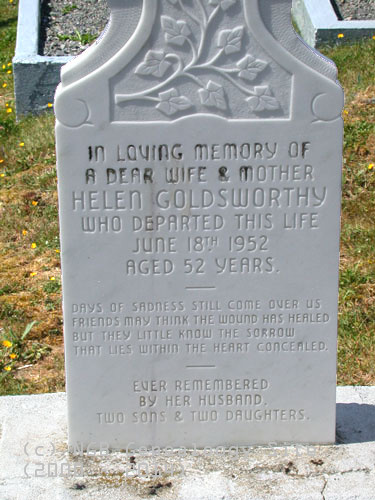 IN LOVING MEMORY OF
A DEAR WIFE & MOTHER
HELEN GOLDSWORTHY
WHO DEPARTED THIS LIFE
JUNE 18TH 1952
AGED 52 YEARS.
DAYS OF SADNESS STILL COME OVER US
FRIENDS MAY THINK THE WOUND HAS HEALED
BUT THEY LITTLE KNOW THE SORROW
THAT LIES WITHIN THE HEART CONCEALED.
EVER REMEMBERED
BY HER HUSBAND,
TWO SONS & TWO DAUGHTERS.